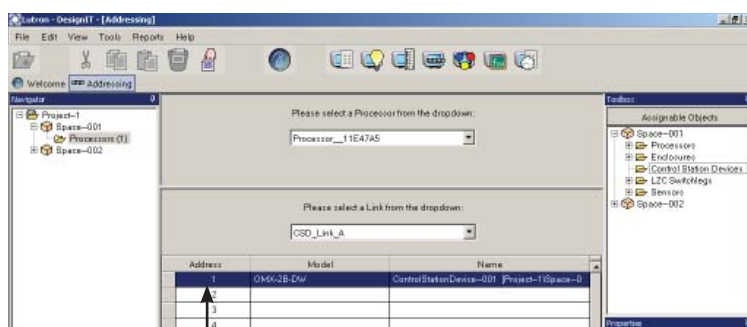 Lutron - DesignIT - [Addressing]
File Edit View Tools Reports Help
Welcome Addressing
Navigator
Project-1
Space-001
Processors (1)
Space-002
Please select a Processor from the dropdown:
Processor__11E47A5
Please select a Link from the dropdown:
CSD_Link_A
Address Model Name
1 OMX-2B-DW ControlStationDevice-001 |Project-1\Space-0
2
3
4
Toolbox:
Assignable Objects
Space-001
Processors
Enclosures
Control Station Devices
LZC Switchlegs
Sensors
Space-002
Properties